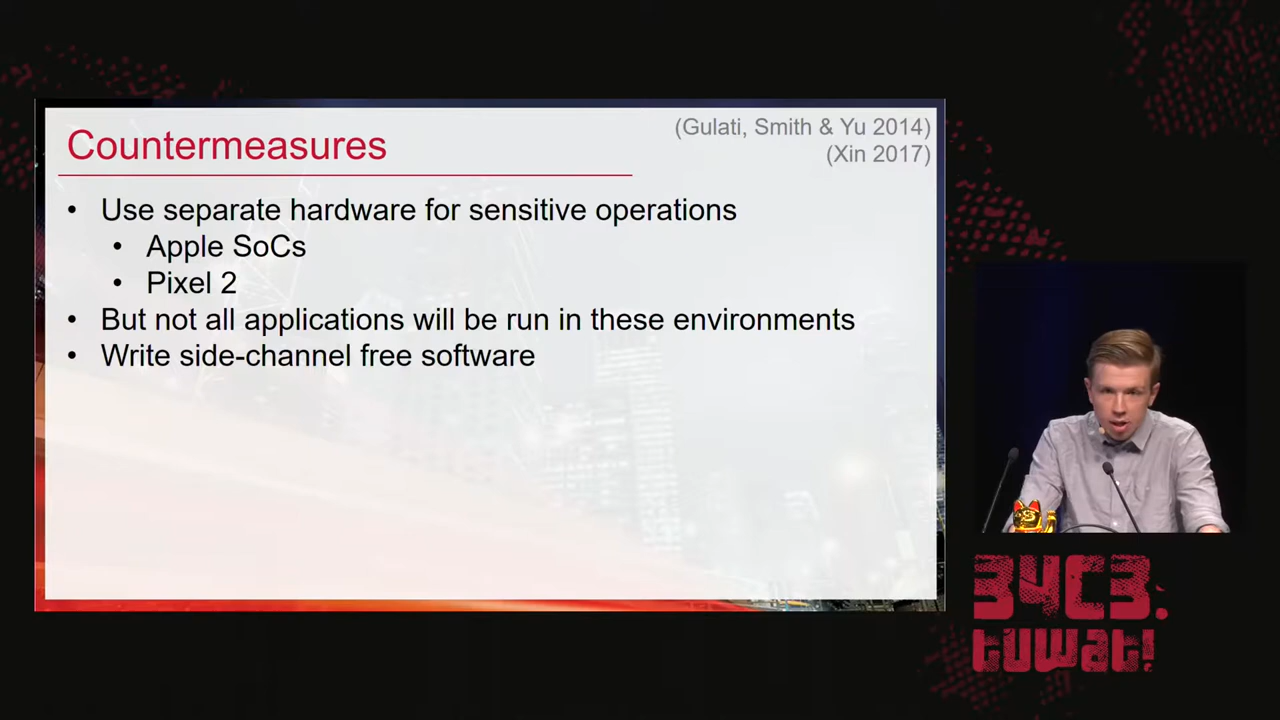 Countermeasures
(Gulati, Smith & Yu 2014)
(Xin 2017)
• Use separate hardware for sensitive operations
• Apple SoCs
• Pixel 2
• But not all applications will be run in these environments
• Write side-channel free software
34C3.
tuwat!